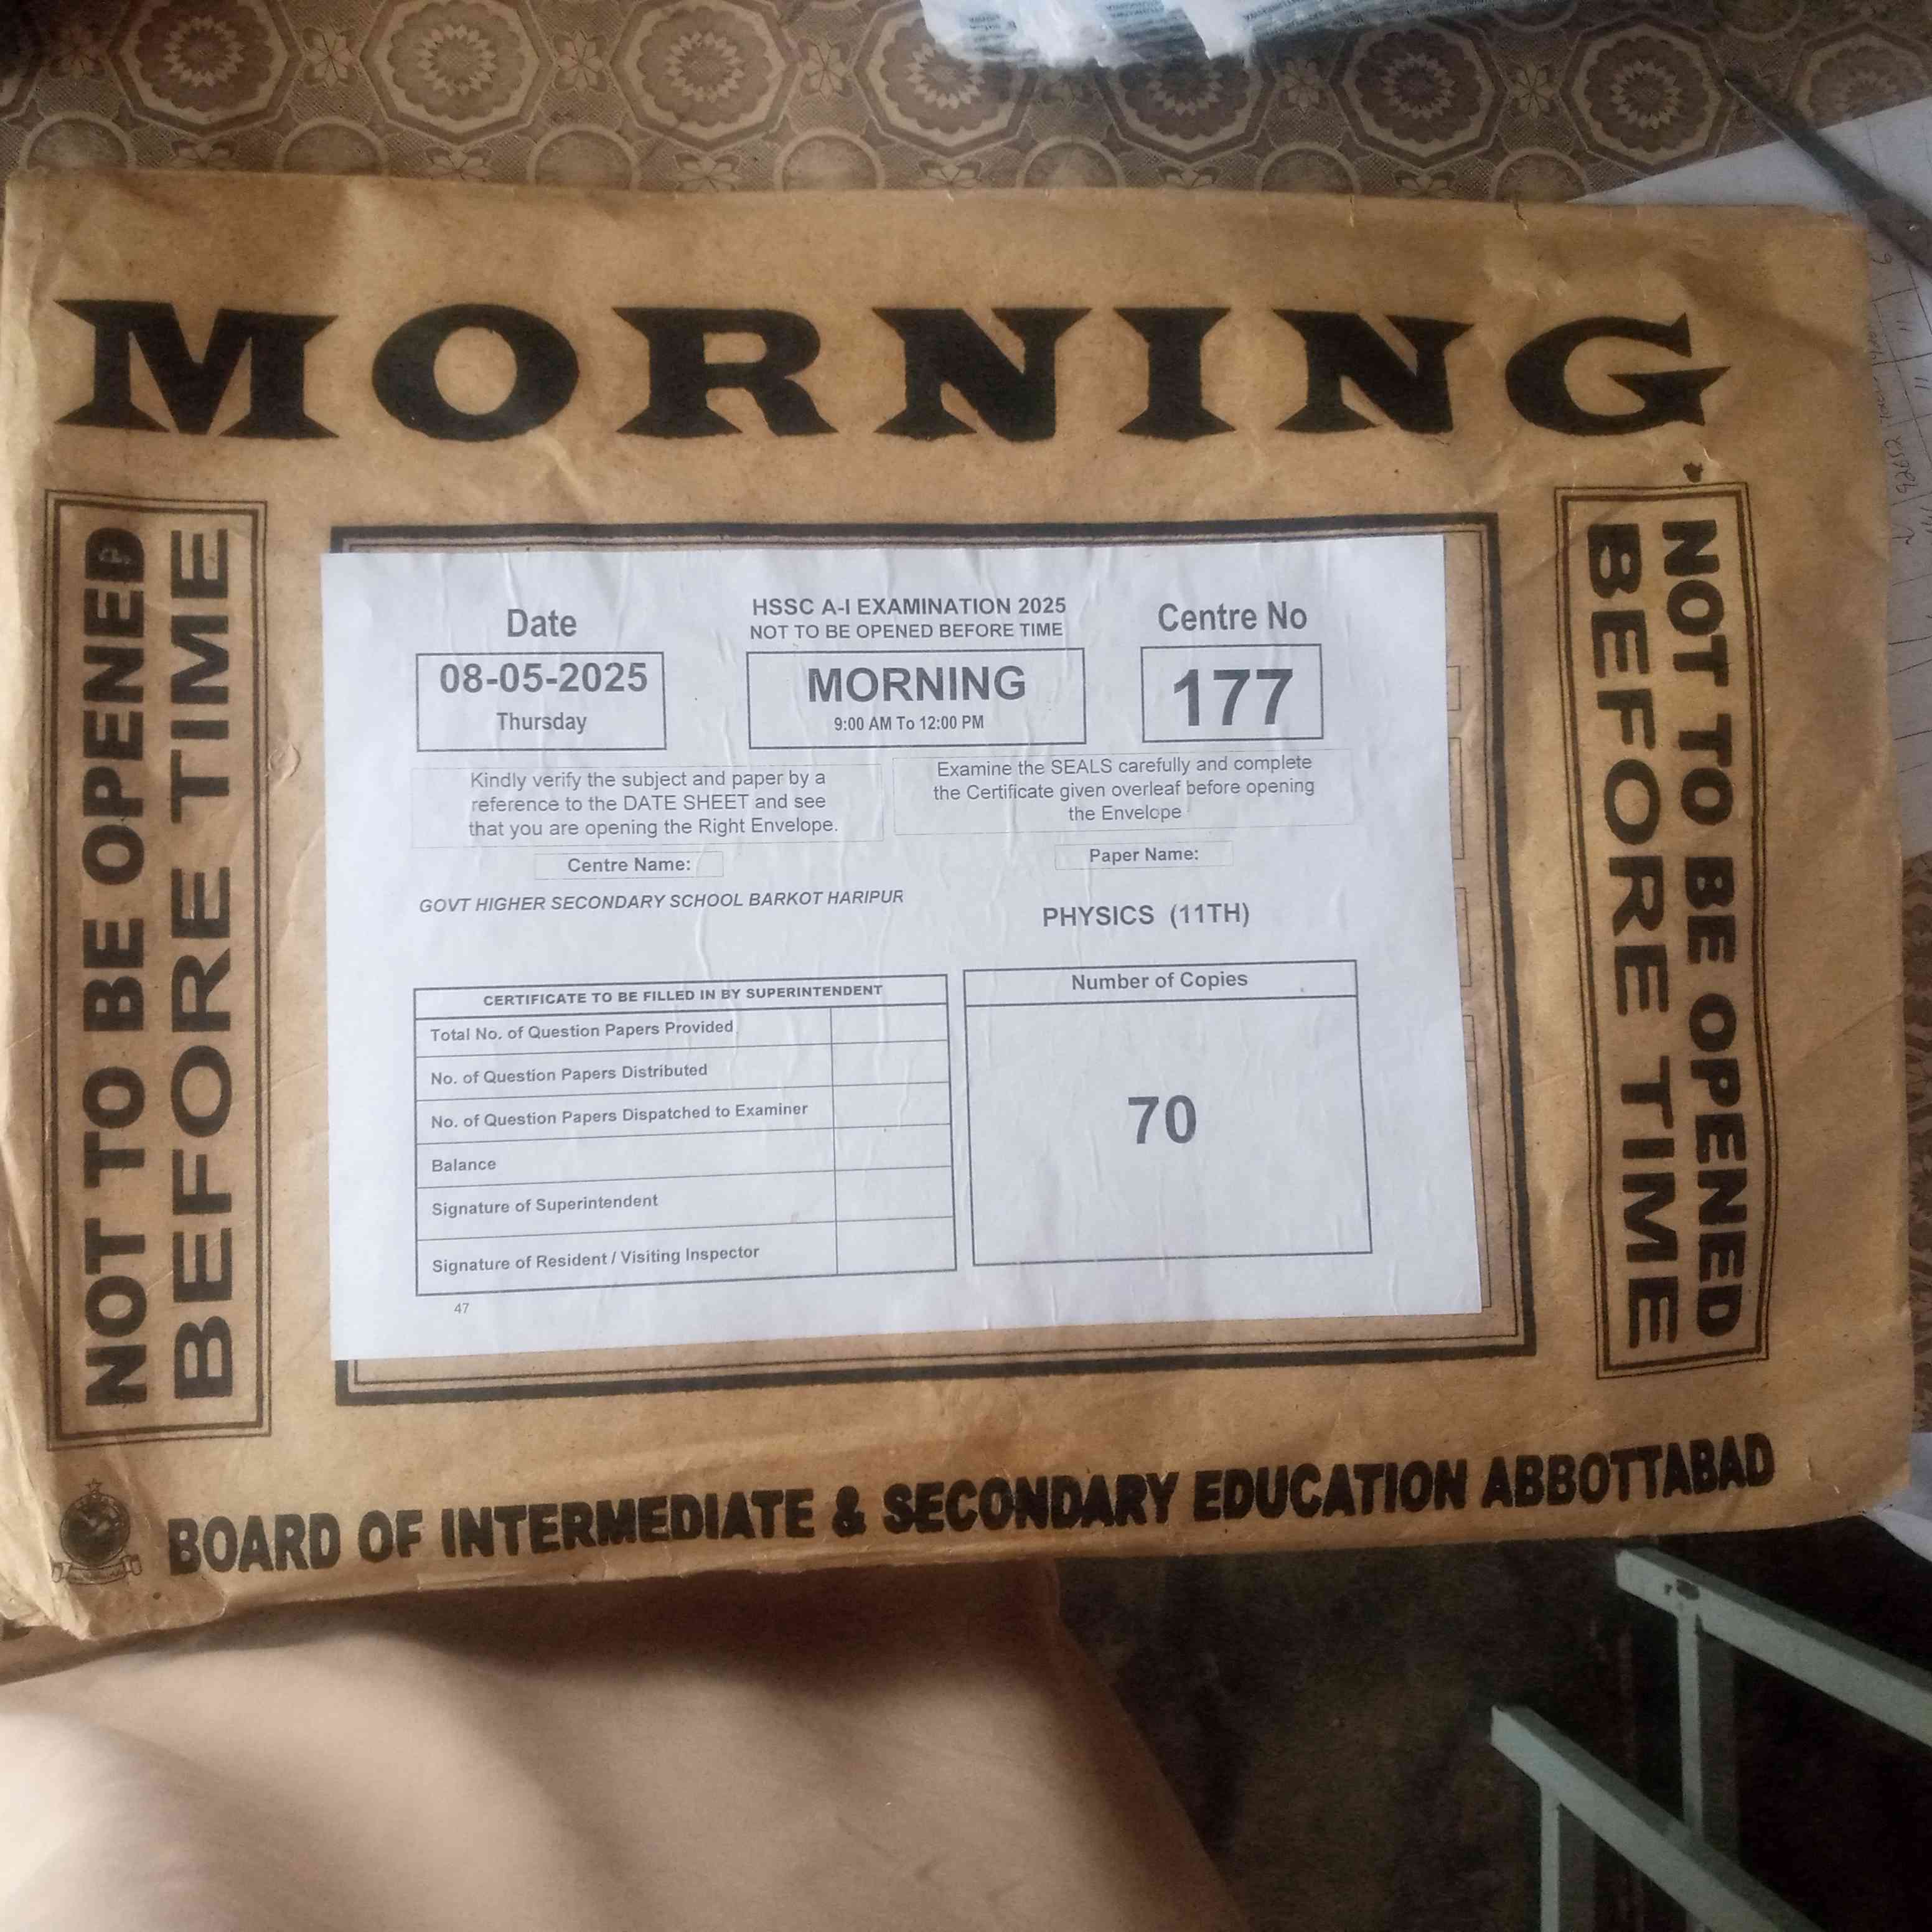 MORNING
NOT TO BE OPENED
BEFORE TIME
Date
08-05-2025
Thursday
HSSC A-I EXAMINATION 2025
NOT TO BE OPENED BEFORE TIME
MORNING
9:00 AM To 12:00 PM
Centre No
177
Kindly verify the subject and paper by a
reference to the DATE SHEET and see
that you are opening the Right Envelope.
Examine the SEALS carefully and complete
the Certificate given overleaf before opening
the Envelope
Centre Name:
GOVT HIGHER SECONDARY SCHOOL BARKOT HARIPUR
Paper Name:
PHYSICS (11TH)
CERTIFICATE TO BE FILLED IN BY SUPERINTENDENT
Total No. of Question Papers Provided
No. of Question Papers Distributed
No. of Question Papers Dispatched to Examiner
Balance
Signature of Superintendent
Signature of Resident / Visiting Inspector
Number of Copies
70
47
NOT TO BE OPENED
BEFORE TIME
BOARD OF INTERMEDIATE & SECONDARY EDUCATION ABBOTTABAD